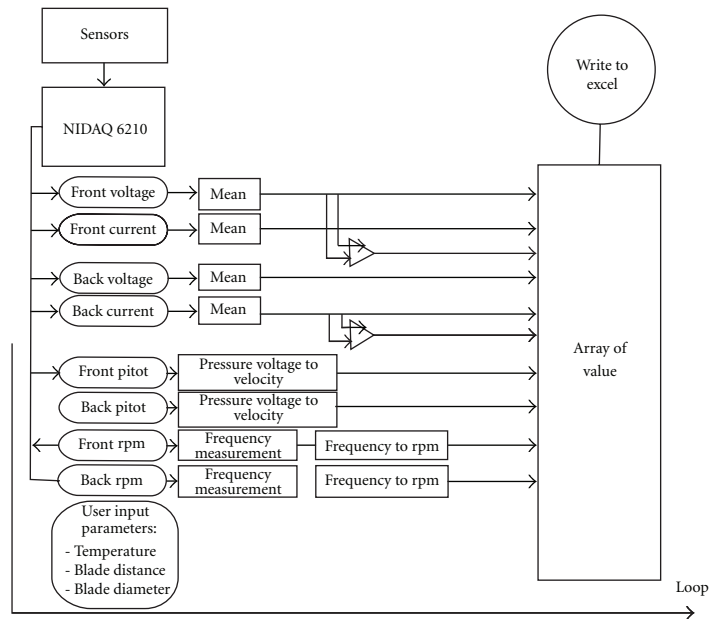 Sensors
NIDAQ 6210
Write to
excel
Front voltage
Mean
Front current
Mean
Back voltage
Mean
Back current
Mean
Front pitot
Pressure voltage to
velocity
Back pitot
Pressure voltage to
velocity
Front rpm
Frequency
measurement
Frequency to rpm
Back rpm
Frequency
measurement
Frequency to rpm
Array of
value
User input
parameters:
- Temperature
- Blade distance
- Blade diameter
Loop